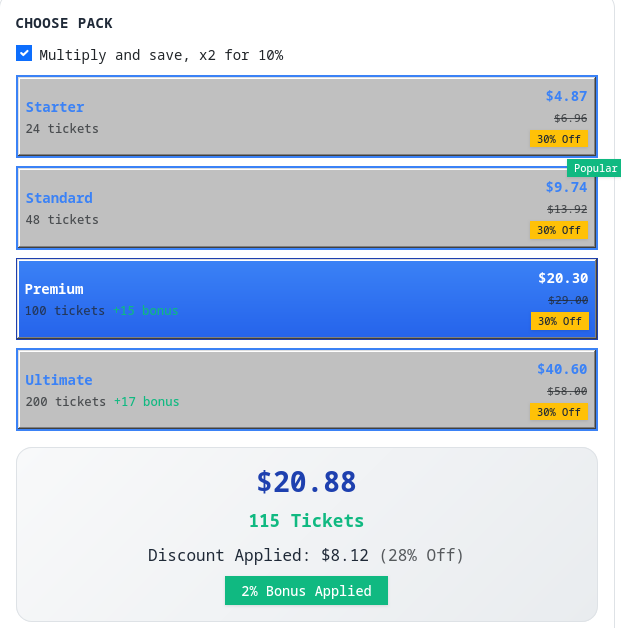 CHOOSE PACK
Multiply and save, x2 for 10%
Starter
24 tickets
$4.87
$6.96
30% Off
Popular
Standard
48 tickets
$9.74
$13.92
30% Off
Premium
100 tickets +15 bonus
$20.30
$29.00
30% Off
Ultimate
200 tickets +17 bonus
$40.60
$58.00
30% Off
$20.88
115 Tickets
Discount Applied: $8.12 (28% Off)
2% Bonus Applied